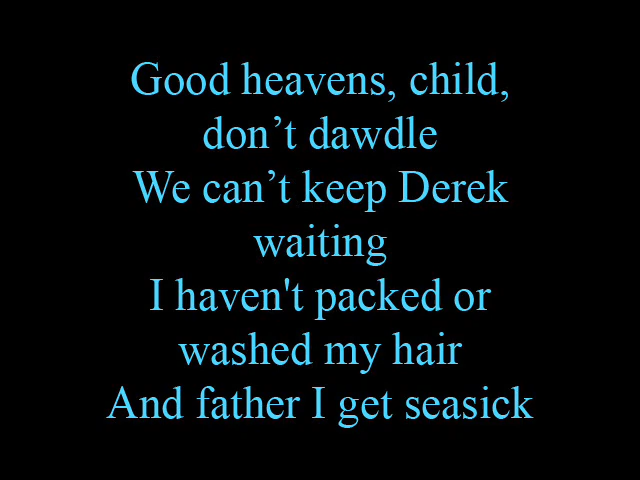 Good heavens, child,
don’t dawdle
We can’t keep Derek
waiting
I haven't packed or
washed my hair
And father I get seasick